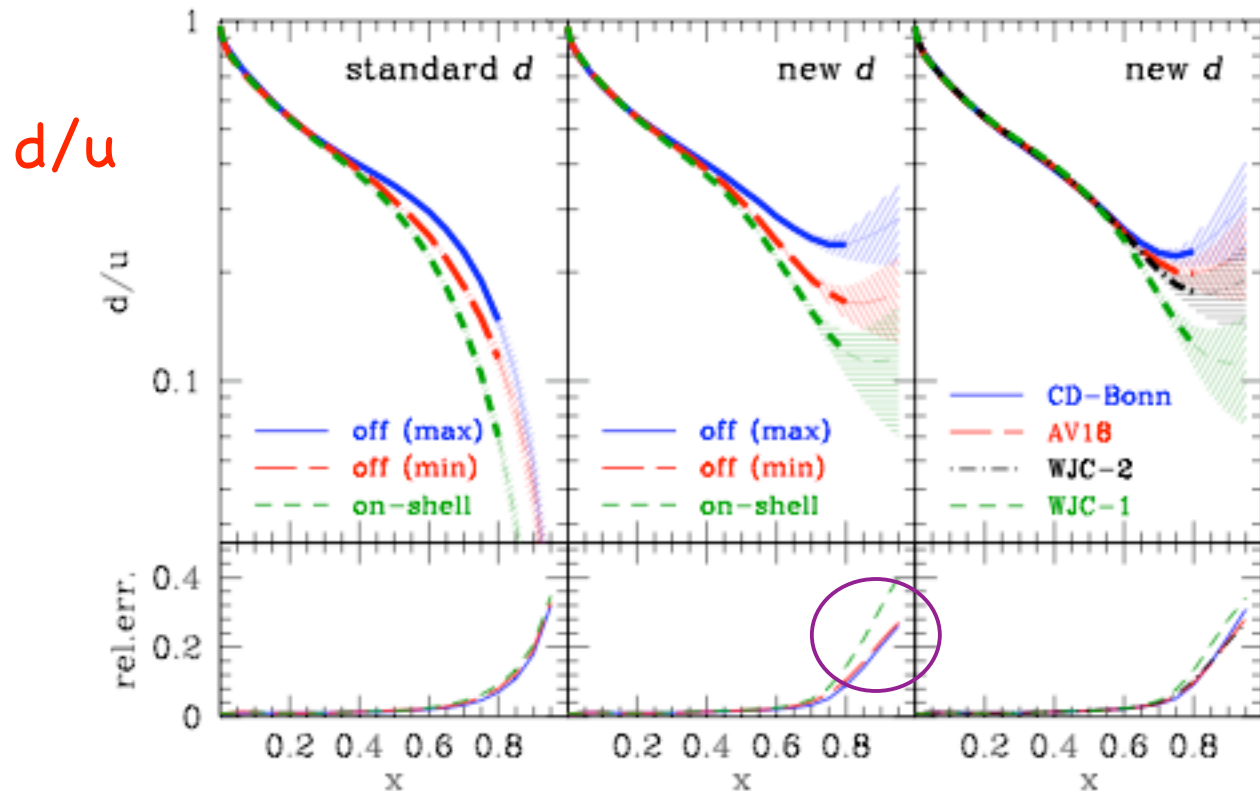 d/u
d/u
1
0.1
standard d
off (max)
off (min)
on-shell
new d
off (max)
off (min)
on-shell
new d
CD-Bonn
AV18
WJC-2
WJC-1
rel.err.
0.4
0.2
0
0.2 0.4 0.6 0.8
x
0.2 0.4 0.6 0.8
x
0.2 0.4 0.6 0.8
x